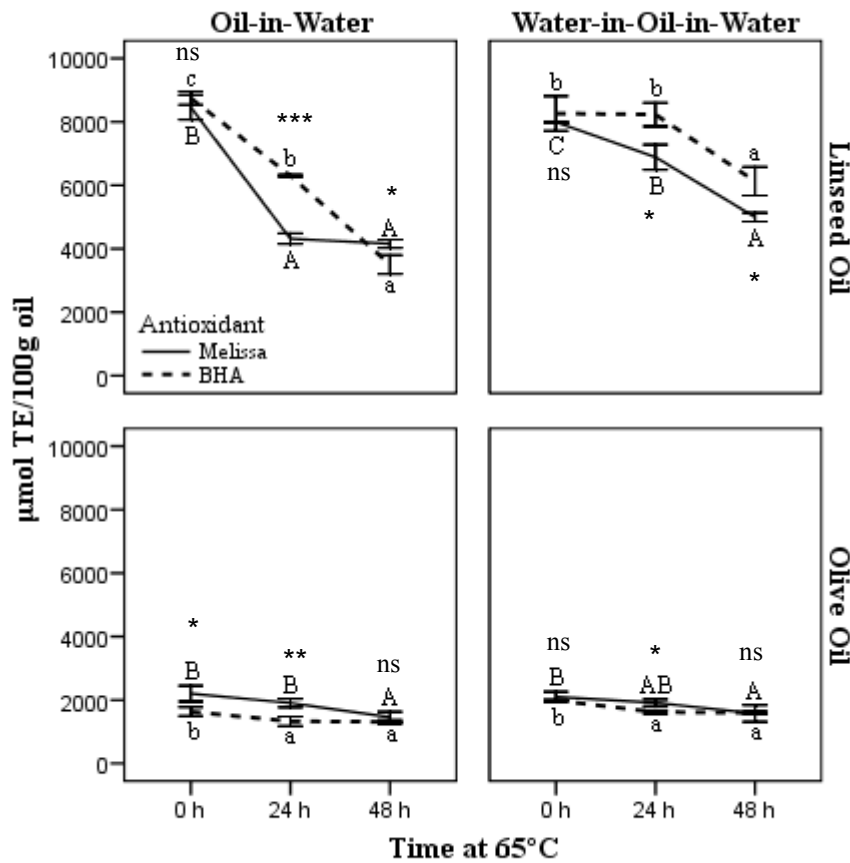 Oil-in-Water
Water-in-Oil-in-Water
10000
8000
6000
4000
2000
0
ns
c
B
***
b
A
*
A
a
Antioxidant
Melissa
BHA
b
C
ns
b
B
*
a
A
*
Linseed Oil
µmol TE/100g oil
10000
8000
6000
4000
2000
0
*
B
b
**
B
a
ns
A
a
ns
B
b
*
AB
a
ns
A
a
Olive Oil
0 h
24 h
48 h
0 h
24 h
48 h
Time at 65°C